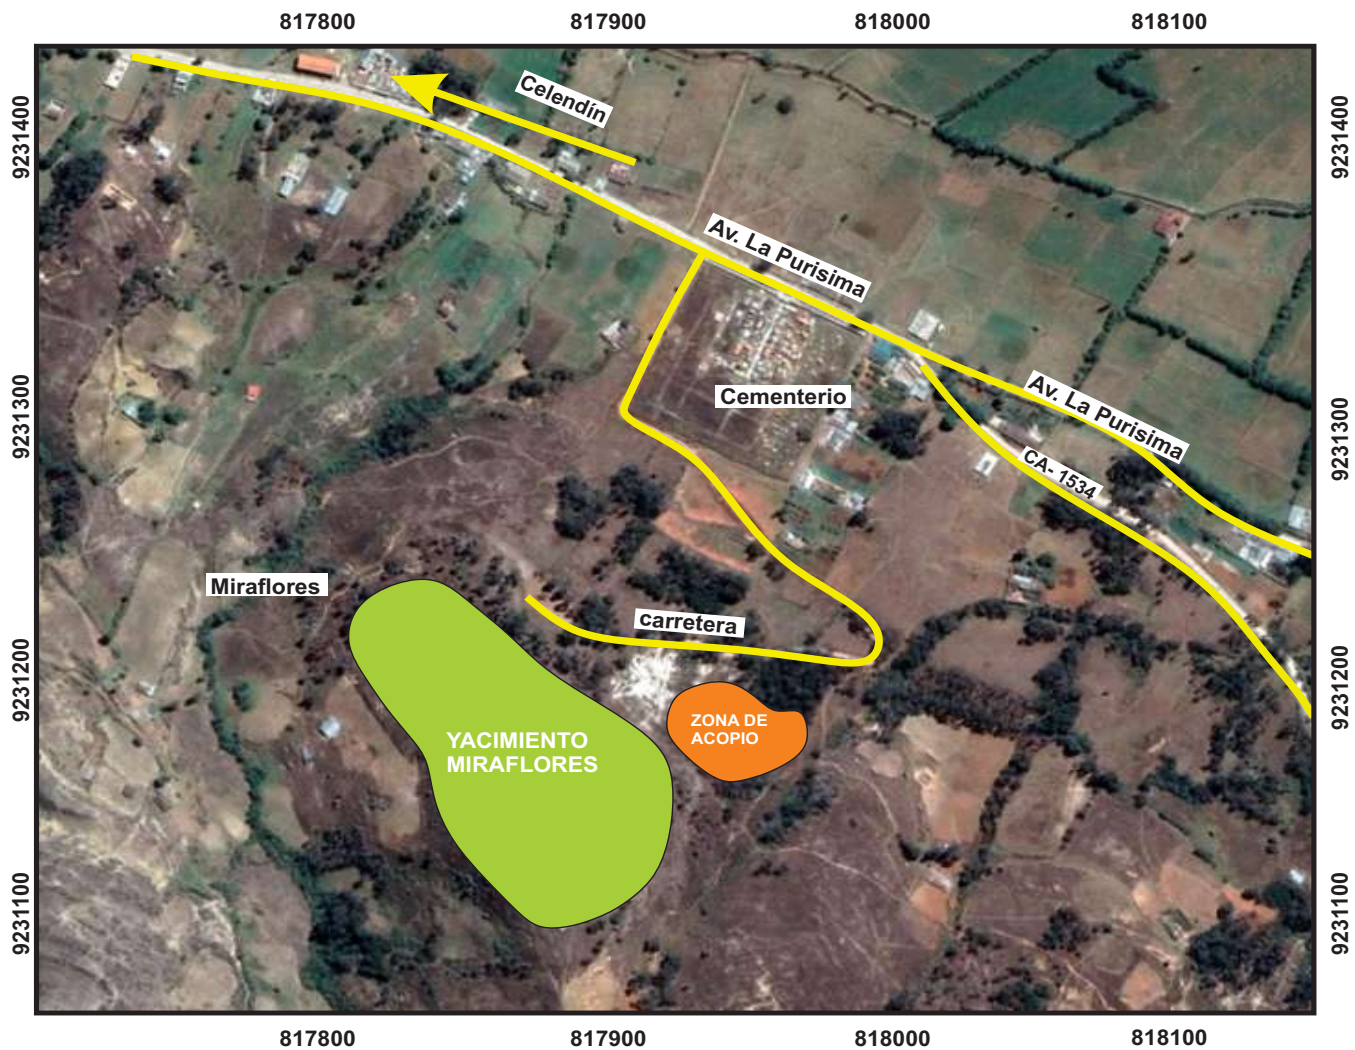 817800
817900
818000
818100
9231400
9231400
Celendín
Av. La Purisima
9231300
Cementerio
Av. La Purisima
9231300
CA- 1534
Miraflores
carretera
9231200
9231200
ZONA DE
ACOPIO
YACIMIENTO
MIRAFLORES
9231100
9231100
817800
817900
818000
818100